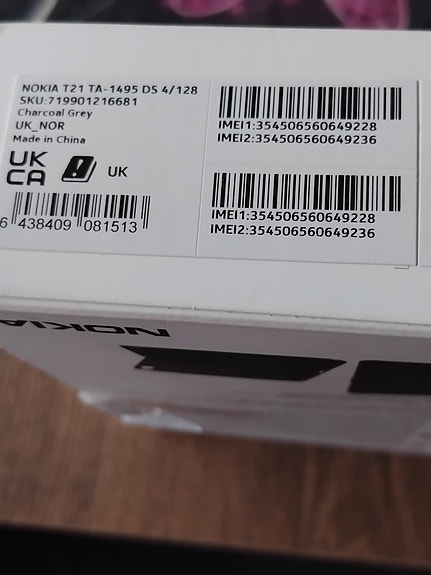 NOKIA T21 TA-1495 DS 4/128
SKU:719901216681
Charcoal Grey
UK_NOR
Made in China
UK
CA
UK
6 438409 081513
IMEI1:354506560649228
IMEI2:354506560649236
IMEI1:354506560649228
IMEI2:354506560649236
NOKIA